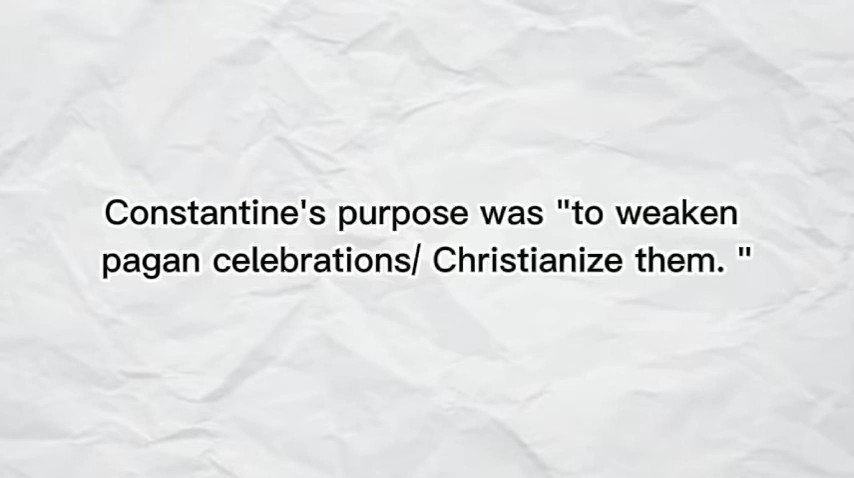 Constantine's purpose was "to weaken
pagan celebrations/ Christianize them. "